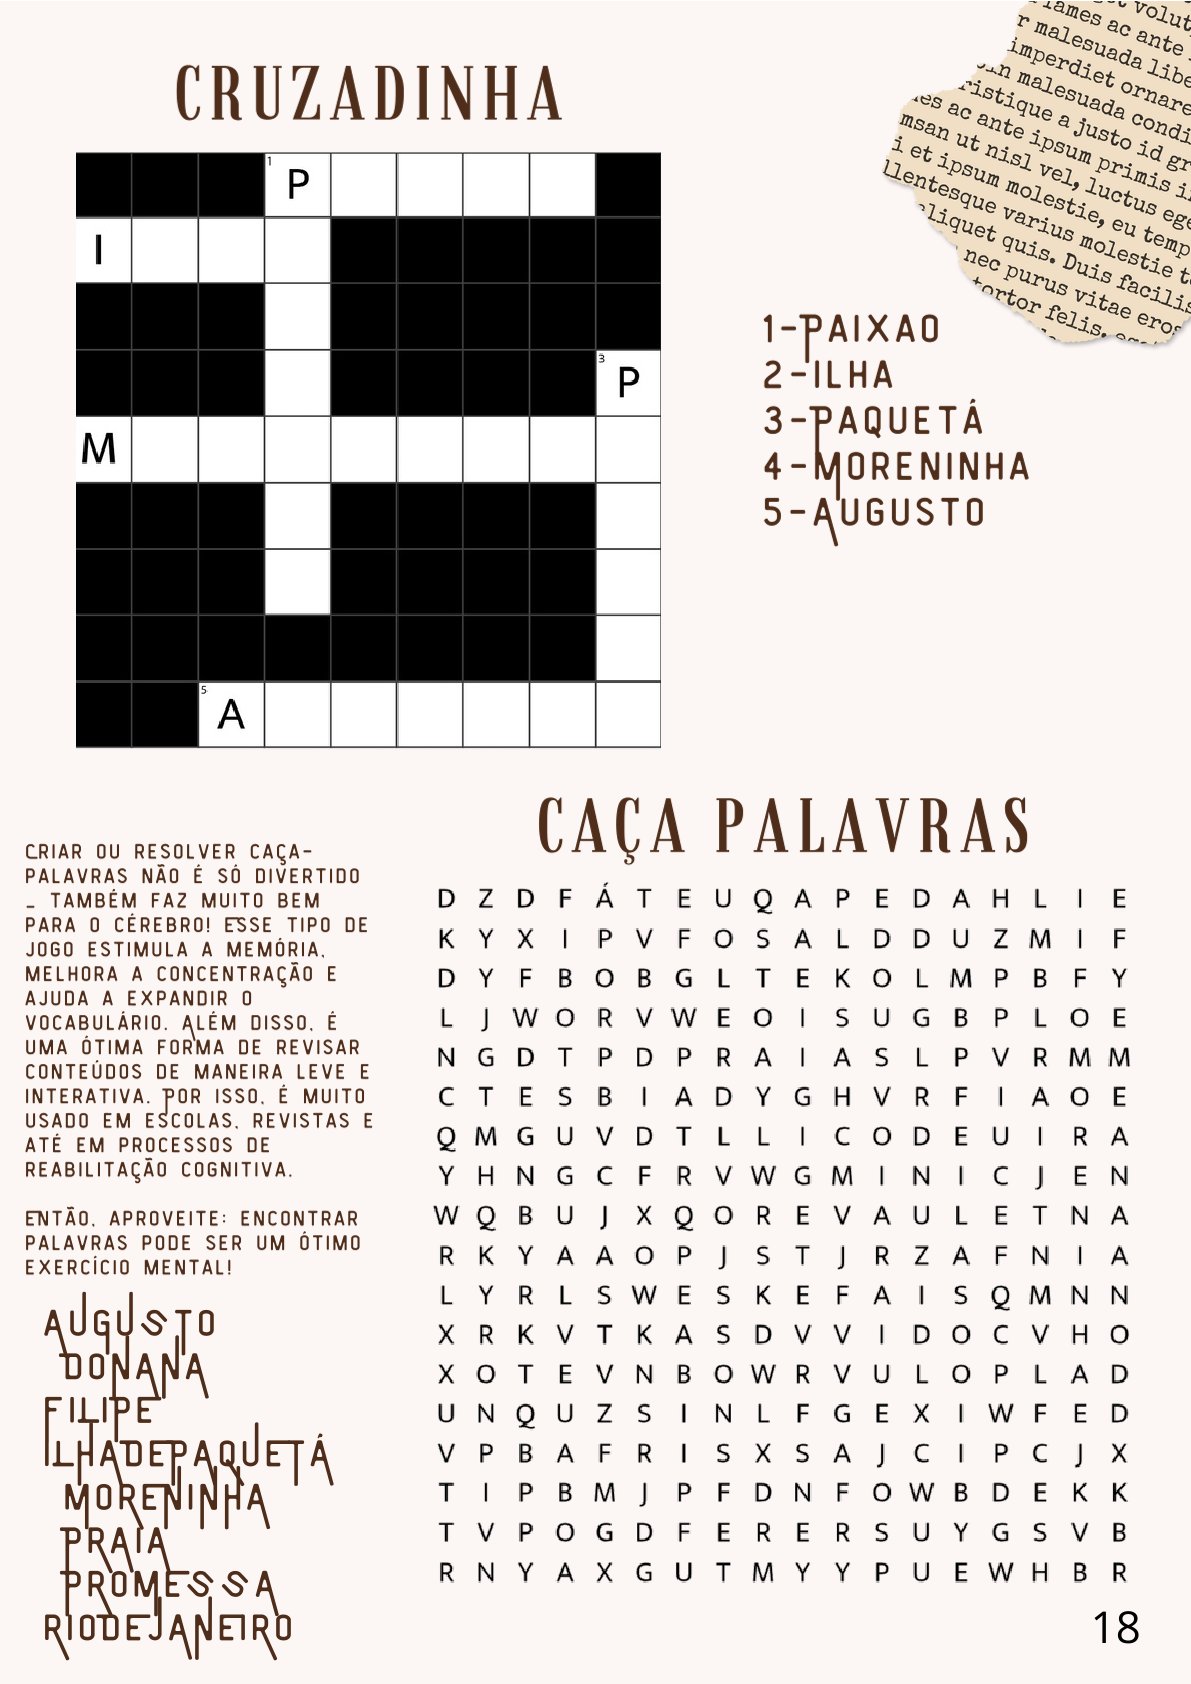 CRUZADINHA
volut
fames ac ante
r malesuada libe
imperdiet ornare
in malesuada condi
ristique a justo id gr
es ac ante ipsum primis i
msan ut nisl vel, luctus ege
i et ipsum molestie, eu temp
llentesque varius molestie t
liquet quis. Duis facilis
nec purus vitae eros
tortor felis, eget
1 P
I
3 P
M
5 A
1-PAIXAO
2-ILHA
3-PAQUETÁ
4-MORENINHA
5-AUGUSTO
CAÇA PALAVRAS
CRIAR OU RESOLVER CAÇA-
PALAVRAS NÃO É SÓ DIVERTIDO
_ TAMBÉM FAZ MUITO BEM
PARA O CÉREBRO! ESSE TIPO DE
JOGO ESTIMULA A MEMÓRIA,
MELHORA A CONCENTRAÇÃO E
AJUDA A EXPANDIR O
VOCABULÁRIO. ALÉM DISSO, É
UMA ÓTIMA FORMA DE REVISAR
CONTEÚDOS DE MANEIRA LEVE E
INTERATIVA. POR ISSO, É MUITO
USADO EM ESCOLAS, REVISTAS E
ATÉ EM PROCESSOS DE
REABILITAÇÃO COGNITIVA.
ENTÃO, APROVEITE: ENCONTRAR
PALAVRAS PODE SER UM ÓTIMO
EXERCÍCIO MENTAL!
AUGUSTO
DONANA
FILIPE
ILHADEPAQUETÁ
MORENINHA
PRAIA
PROMESSA
RIODEJANEIRO
D Z D F Á T E U Q A P E D A H L I E
K Y X I P V F O S A L D D U Z M I F
D Y F B O B G L T E K O L M P B F Y
L J W O R V W E O I S U G B P L O E
N G D T P D P R A I A S L P V R M M
C T E S B I A D Y G H V R F I A O E
Q M G U V D T L L I C O D E U I R A
Y H N G C F R V W G M I N I C J E N
W Q B U J X Q O R E V A U L E T N A
R K Y A A O P J S T J R Z A F N I A
L Y R L S W E S K E F A I S Q M N N
X R K V T K A S D V V I D O C V H O
X O T E V N B O W R V U L O P L A D
U N Q U Z S I N L F G E X I W F E D
V P B A F R I S X S A J C I P C J X
T I P B M J P F D N F O W B D E K K
T V P O G D F E R E R S U Y G S V B
R N Y A X G U T M Y Y P U E W H B R
18